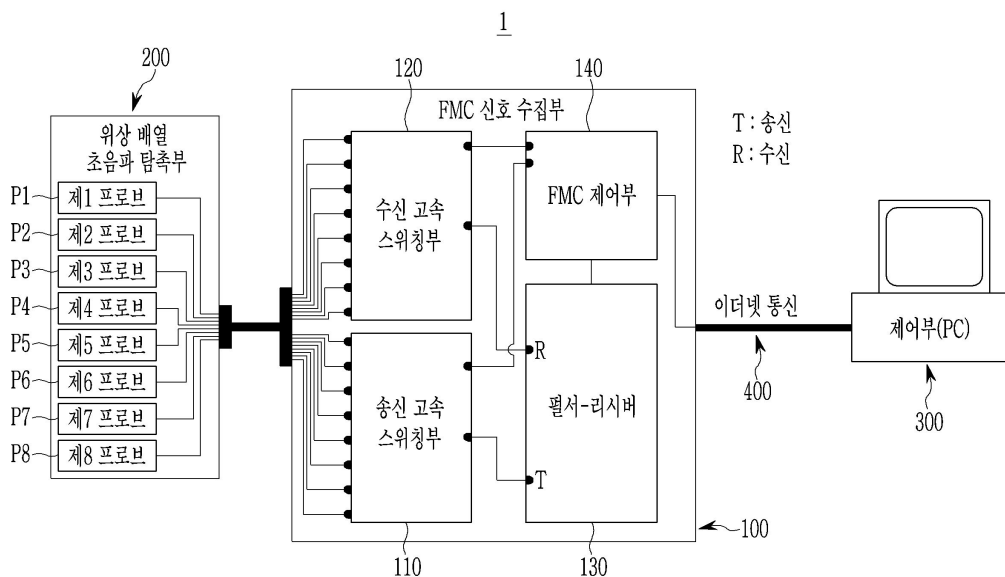 1
200
위상 배열
초음파 탐촉부
P1
제1 프로브
P2
제2 프로브
P3
제3 프로브
P4
제4 프로브
P5
제5 프로브
P6
제6 프로브
P7
제7 프로브
P8
제8 프로브
120
140
FMC 신호 수집부
수신 고속
스위칭부
FMC 제어부
송신 고속
스위칭부
R
펄서-리시버
T
110
130
100
T : 송신
R : 수신
이더넷 통신
400
제어부(PC)
300